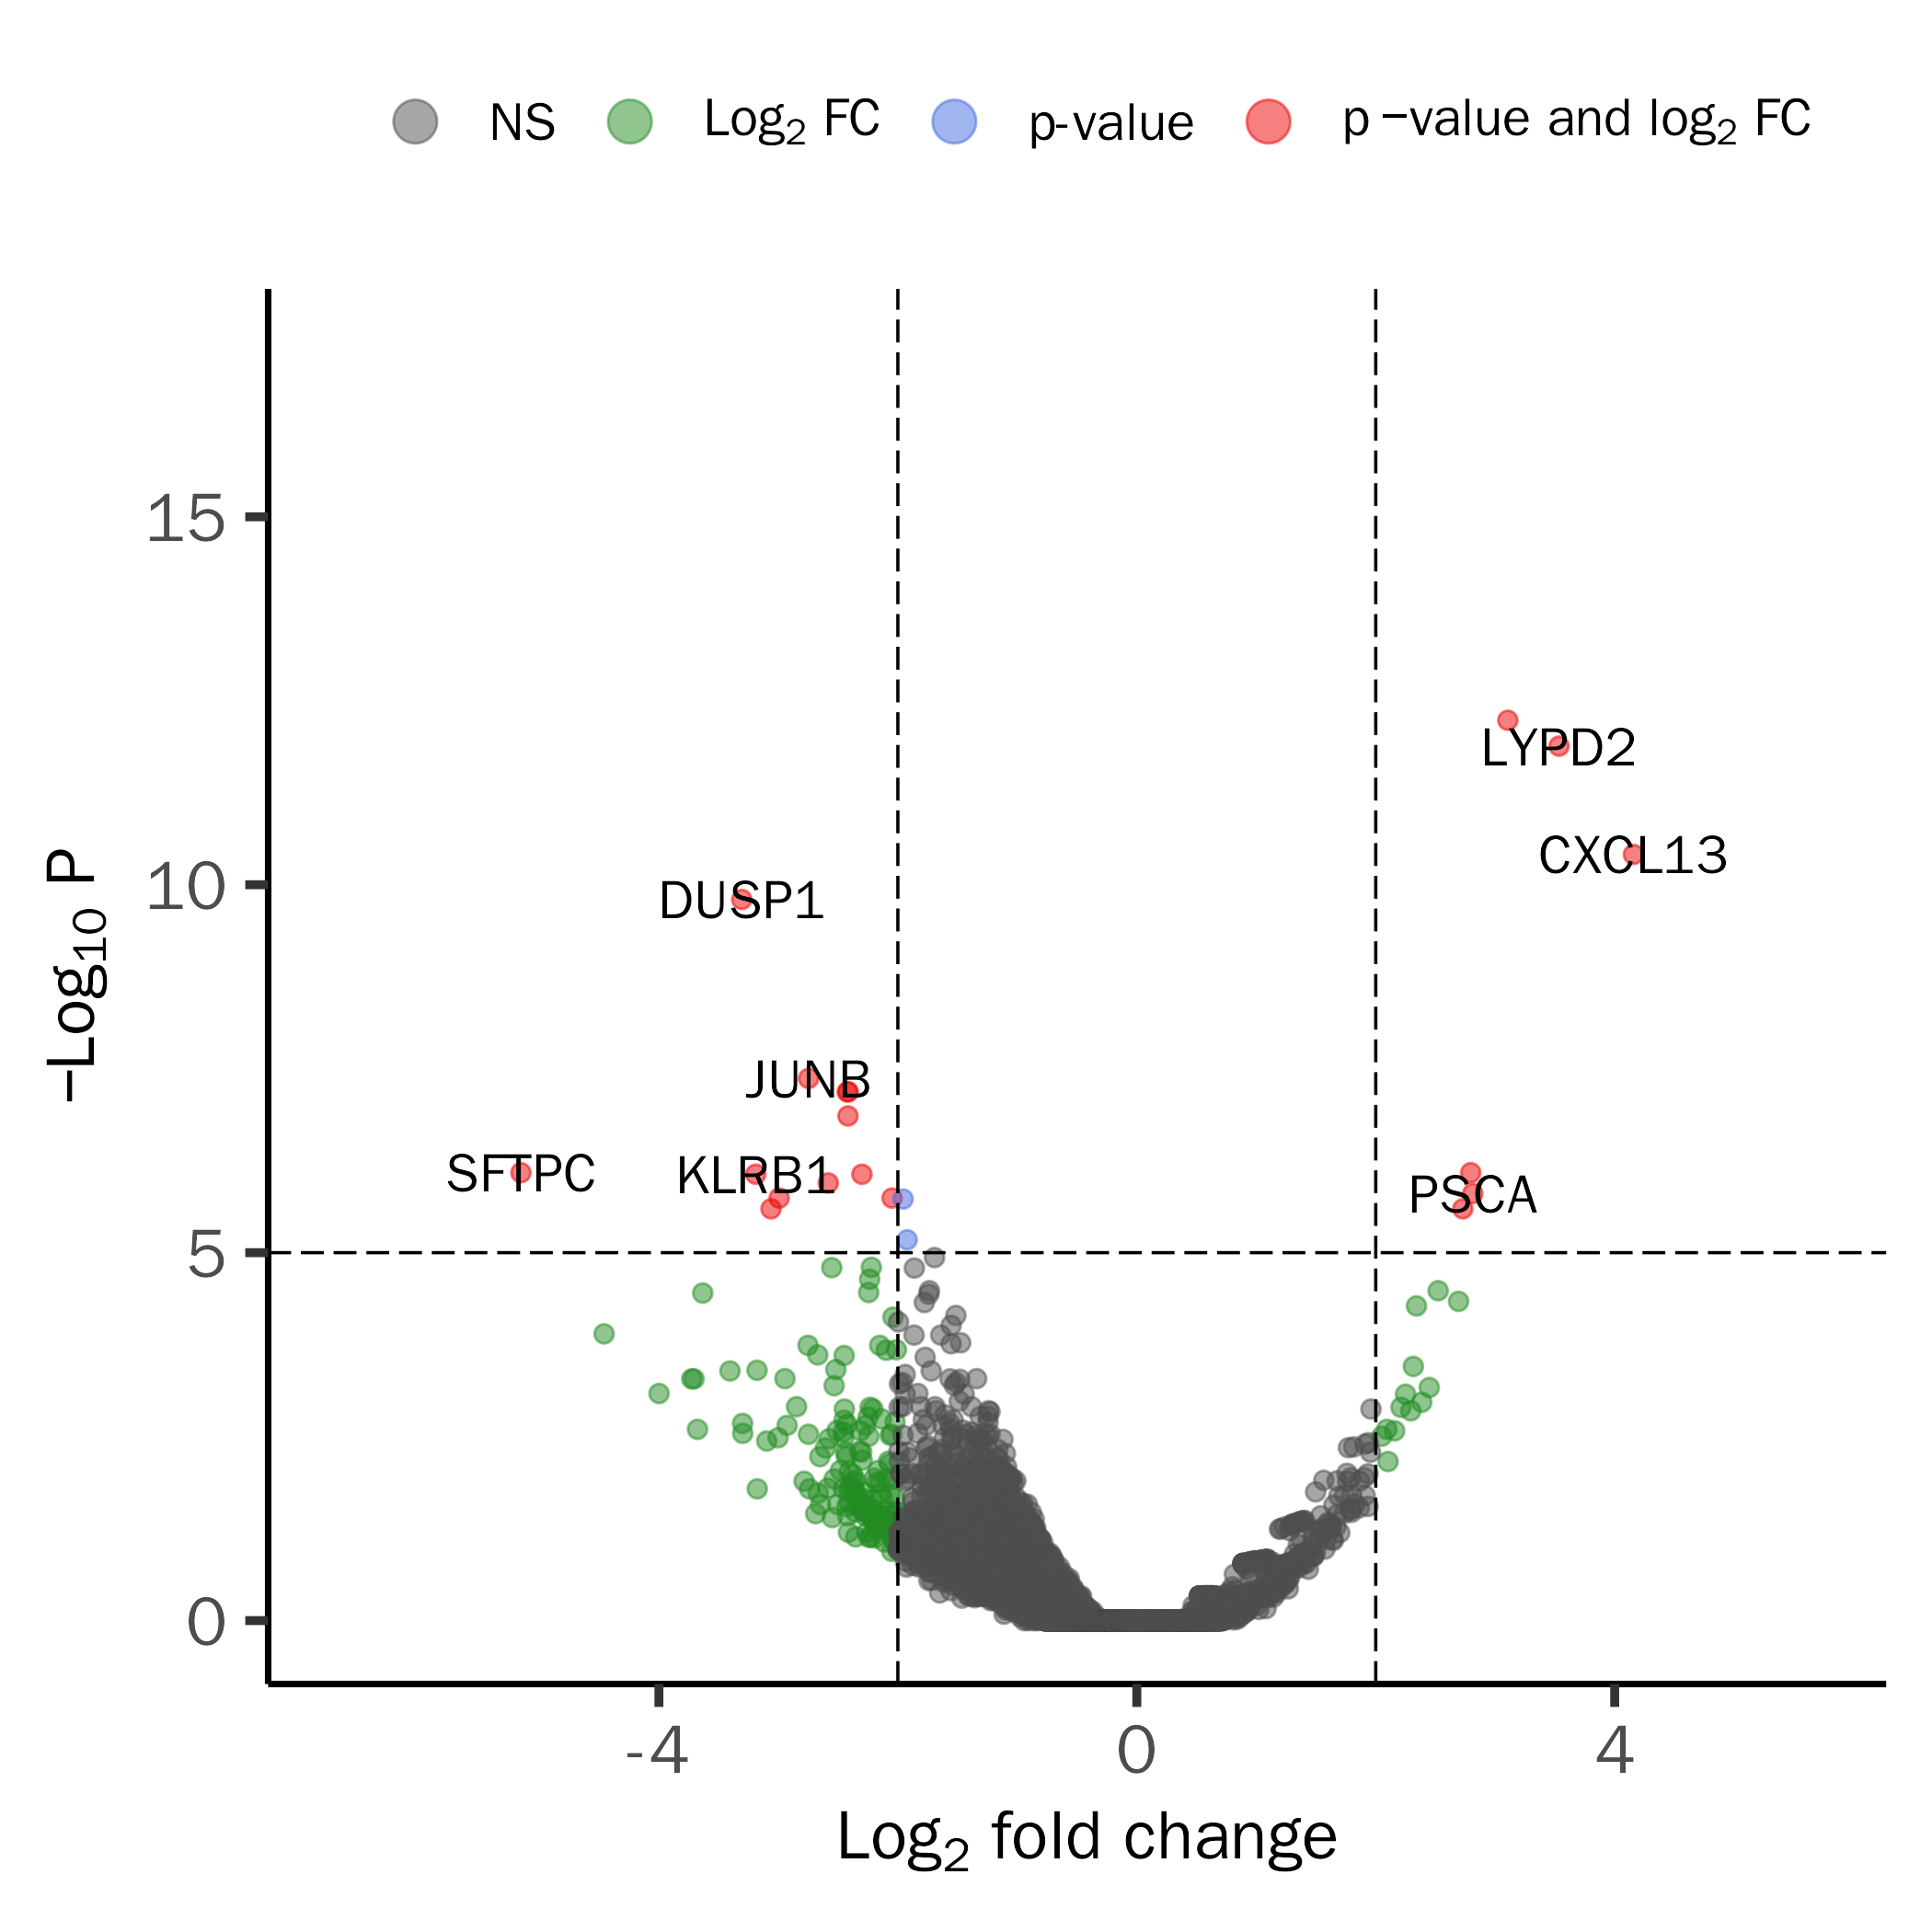 NS Log2 FC p-value p −value and log2 FC
15
LYPD2
CXCL13
10
DUSP1
JUNB
SFTPC KLRB1 PSCA
5
0
−Log10 P
-4 0 4
Log2 fold change